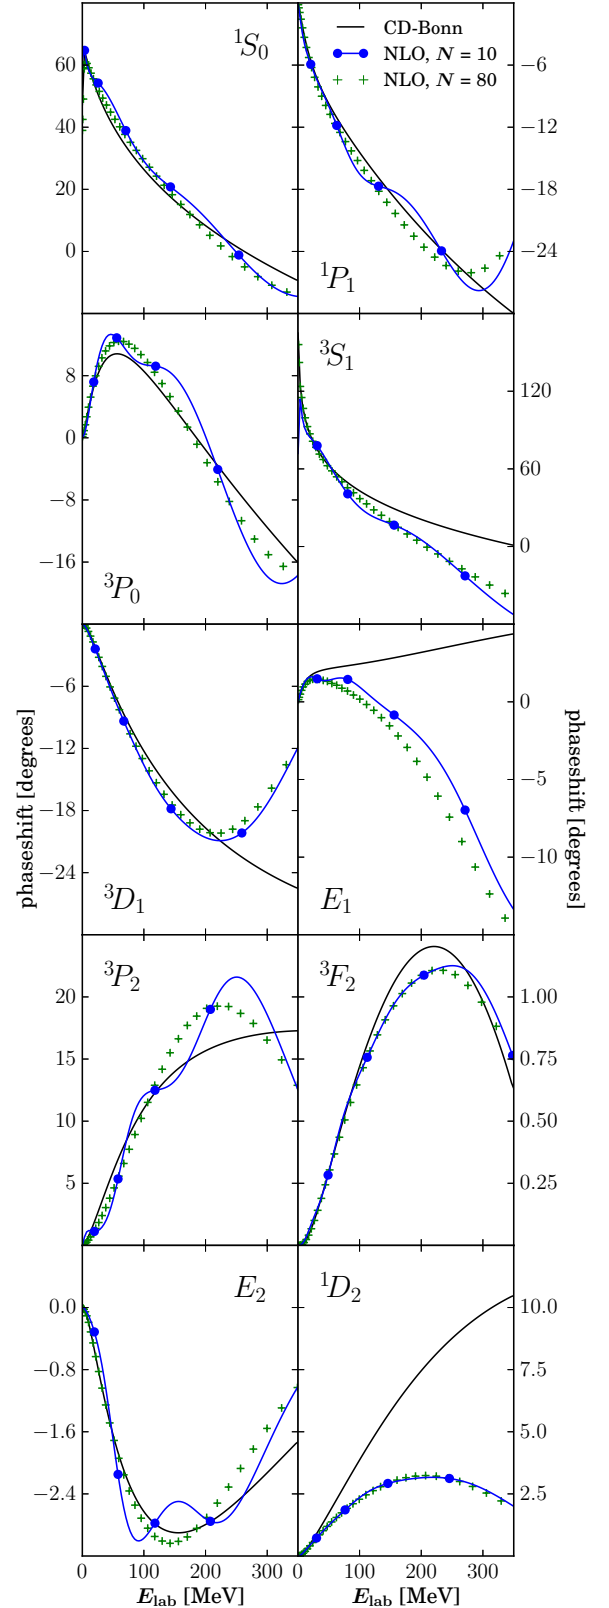 ¹S₀
¹P₁
CD-Bonn
NLO, N = 10
NLO, N = 80
60
40
20
0
−6
−12
−18
−24
³P₀
³S₁
8
0
−8
−16
120
60
0
³D₁
E₁
−6
−12
−18
−24
0
−5
−10
phaseshift [degrees]
phaseshift [degrees]
³P₂
³F₂
20
15
10
5
1.00
0.75
0.50
0.25
E₂
¹D₂
0.0
−0.8
−1.6
−2.4
10.0
7.5
5.0
2.5
0 100 200 300 0 100 200 300
E_lab [MeV] E_lab [MeV]